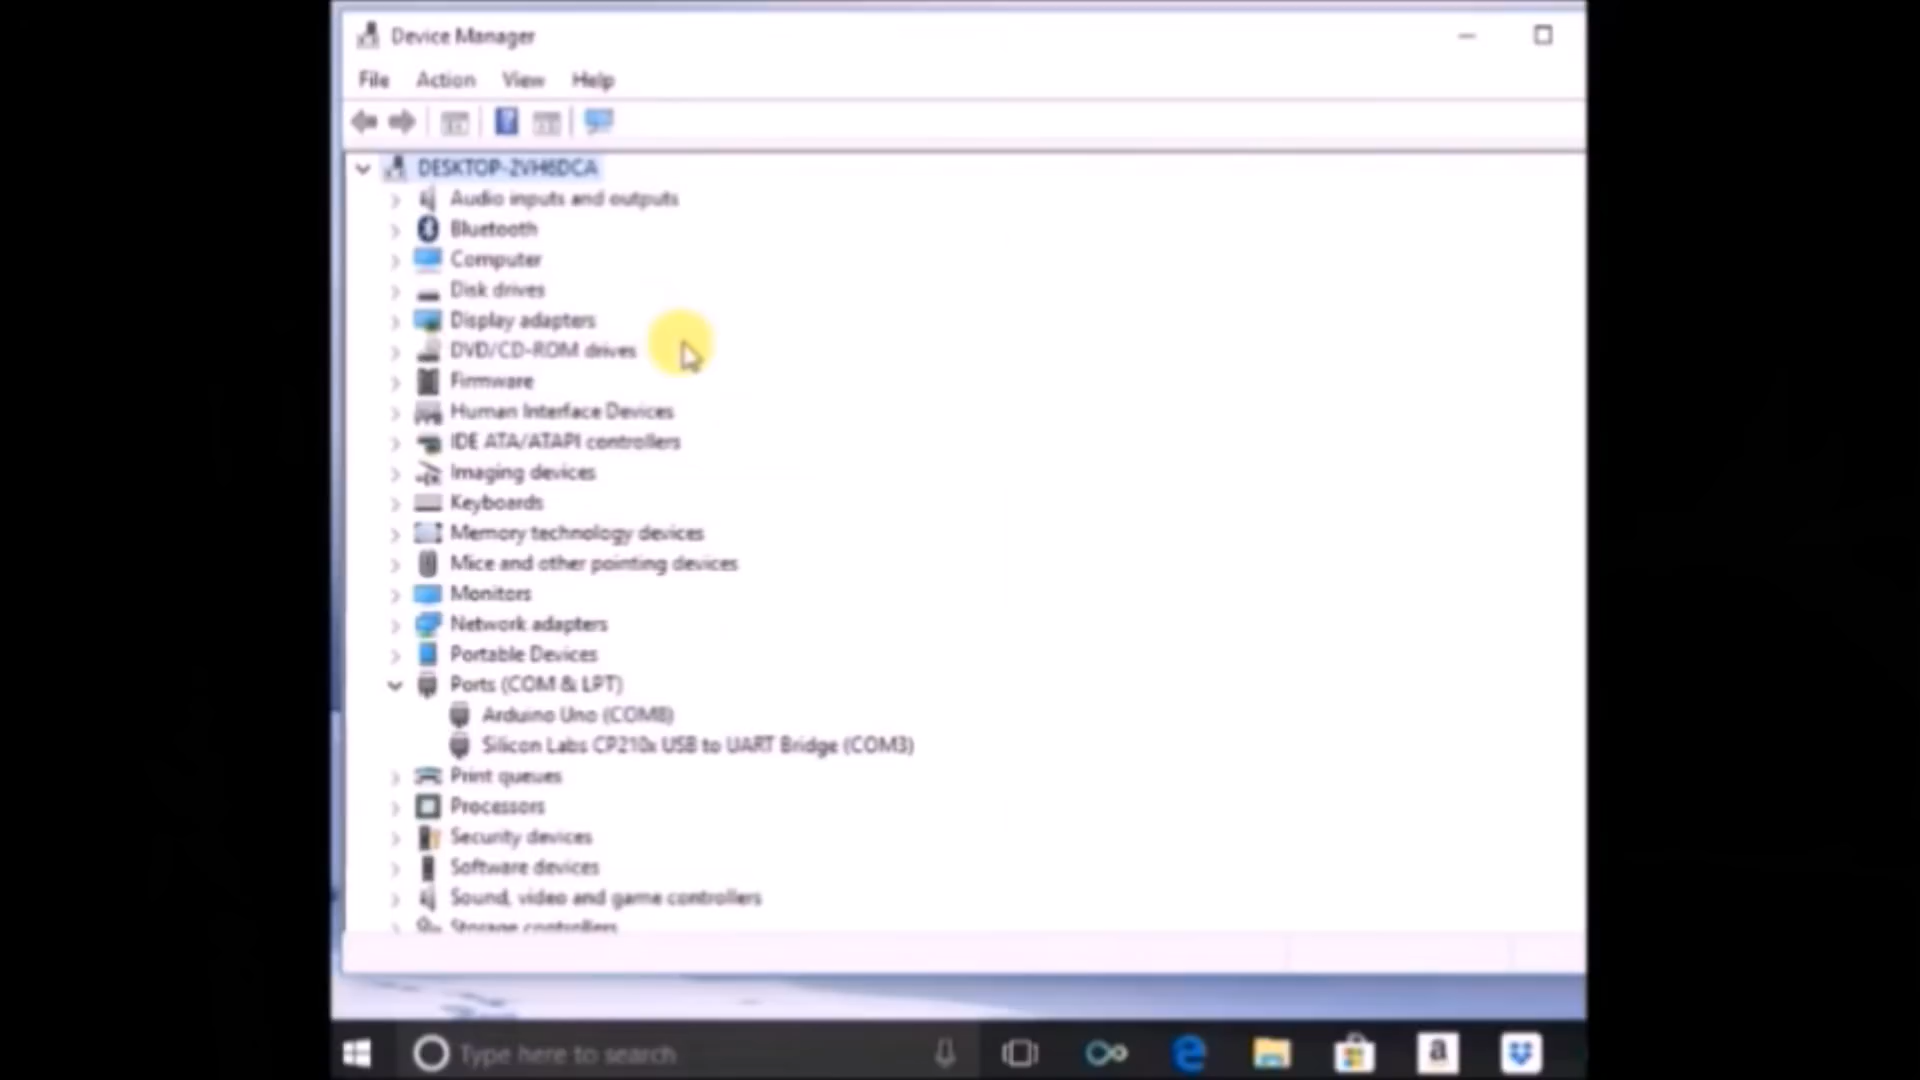 Device Manager
File Action View Help
DESKTOP-2VH6DCA
Audio inputs and outputs
Bluetooth
Computer
Disk drives
Display adapters
DVD/CD-ROM drives
Firmware
Human Interface Devices
IDE ATA/ATAPI controllers
Imaging devices
Keyboards
Memory technology devices
Mice and other pointing devices
Monitors
Network adapters
Portable Devices
Ports (COM & LPT)
Arduino Uno (COM8)
Silicon Labs CP210x USB to UART Bridge (COM3)
Print queues
Processors
Security devices
Software devices
Sound, video and game controllers
Storage controllers
Type here to search
a